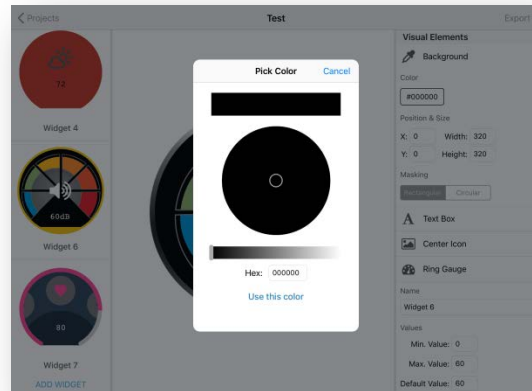 Projects
Test
Export
72
Widget 4
60dB
Widget 6
80
Widget 7
ADD WIDGET
Pick Color
Cancel
Hex: 000000
Use this color
Visual Elements
Background
Color
#000000
Position & Size
X: 0 Width: 320
Y: 0 Height: 320
Masking
Rectangular Circular
Text Box
Center Icon
Ring Gauge
Name
Widget 6
Values
Min. Value: 0
Max. Value: 60
Default Value: 60